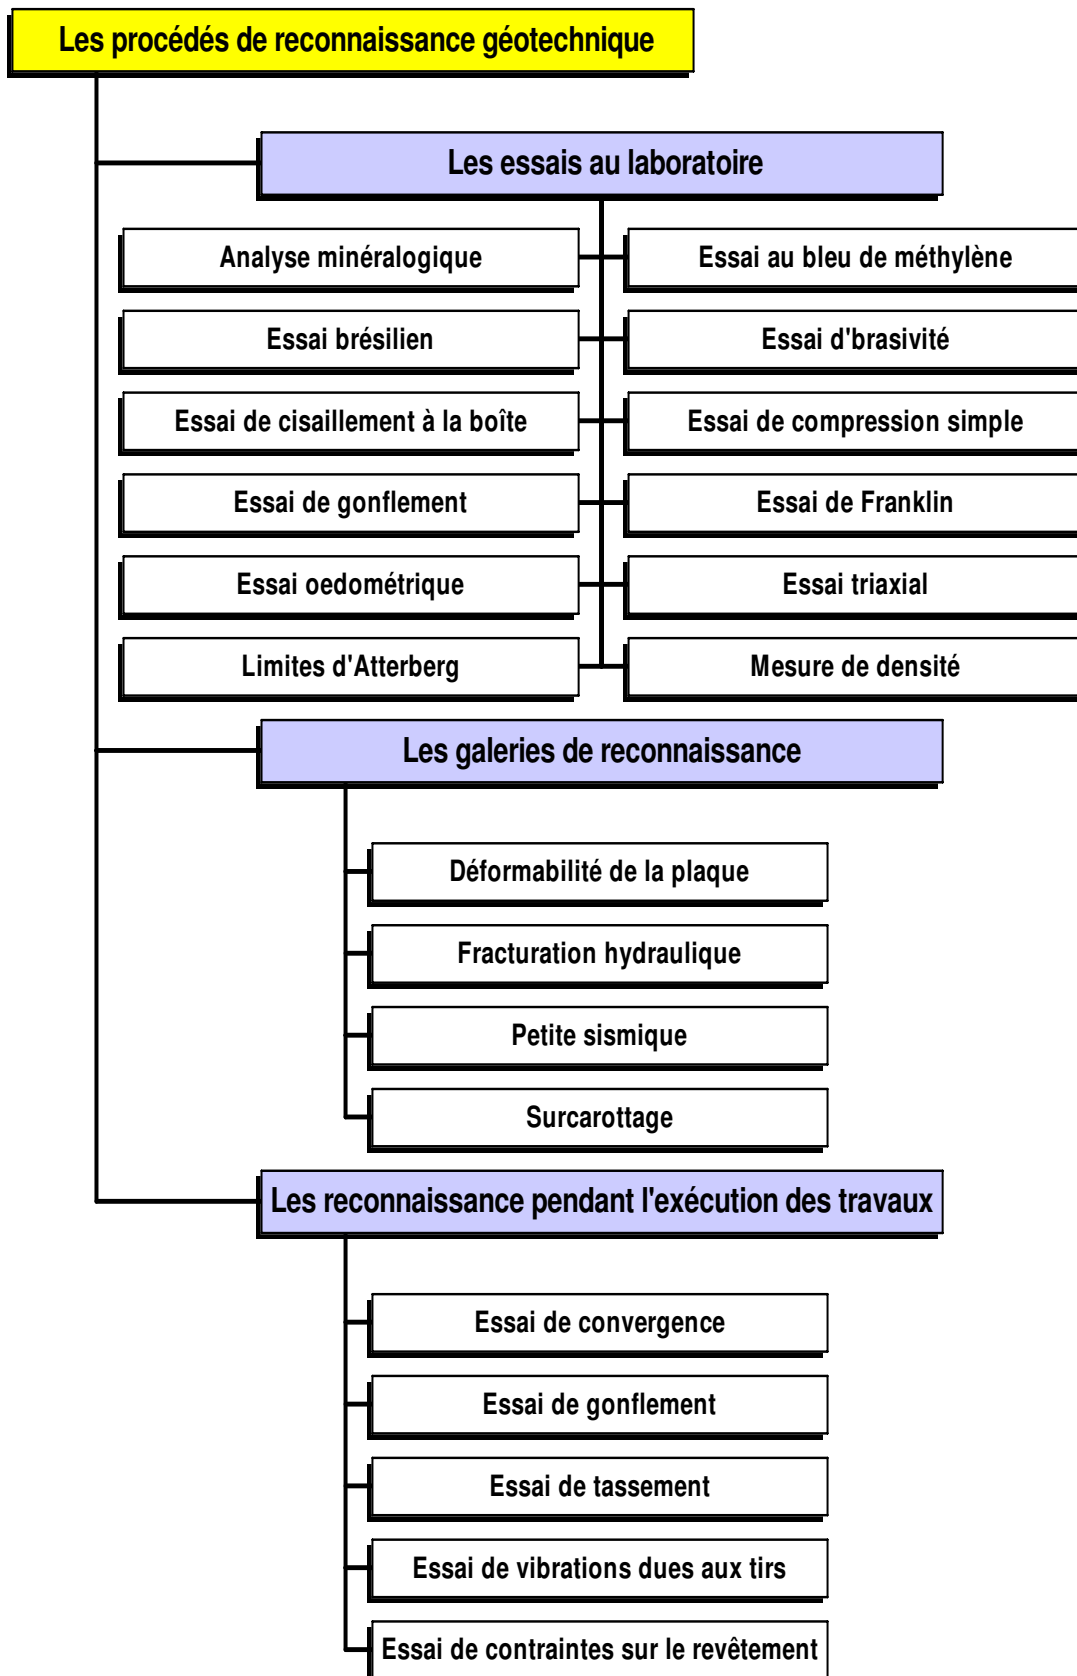 Les procédés de reconnaissance géotechnique
Les essais au laboratoire
Analyse minéralogique
Essai au bleu de méthylène
Essai brésilien
Essai d'brasivité
Essai de cisaillement à la boîte
Essai de compression simple
Essai de gonflement
Essai de Franklin
Essai oedométrique
Essai triaxial
Limites d'Atterberg
Mesure de densité
Les galeries de reconnaissance
Déformabilité de la plaque
Fracturation hydraulique
Petite sismique
Surcarottage
Les reconnaissance pendant l'exécution des travaux
Essai de convergence
Essai de gonflement
Essai de tassement
Essai de vibrations dues aux tirs
Essai de contraintes sur le revêtement